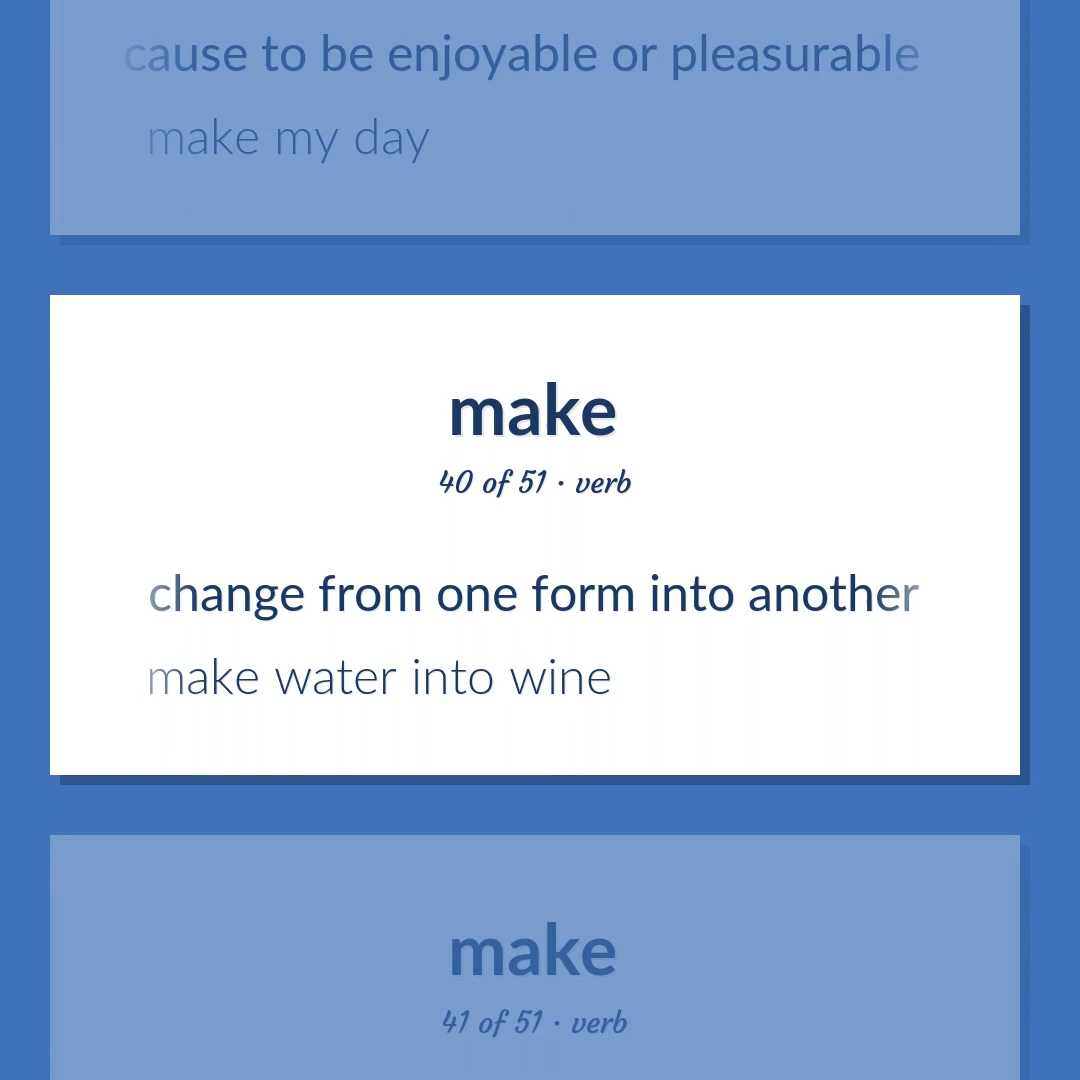 cause to be enjoyable or pleasurable
make my day
make
40 of 51 · verb
change from one form into another
make water into wine
make
41 of 51 · verb